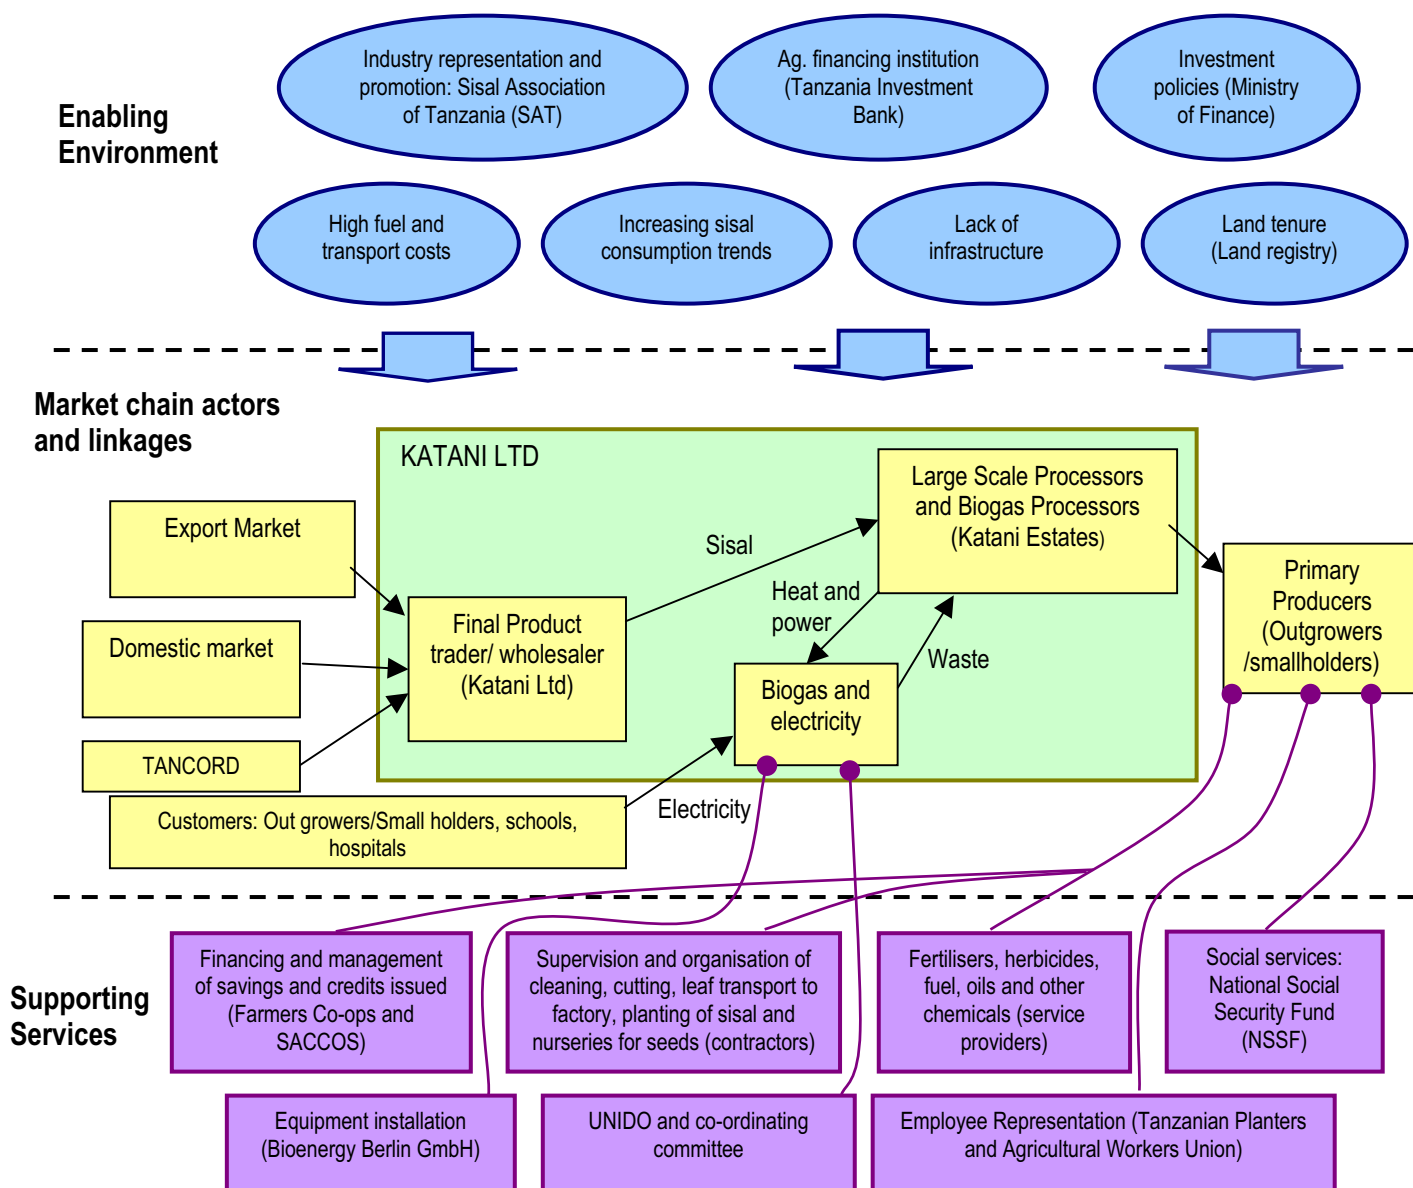 Industry representation and
promotion: Sisal Association
of Tanzania (SAT)
Ag. financing institution
(Tanzania Investment
Bank)
Investment
policies (Ministry
of Finance)
Enabling
Environment
High fuel and
transport costs
Increasing sisal
consumption trends
Lack of
infrastructure
Land tenure
(Land registry)
Market chain actors
and linkages
KATANI LTD
Large Scale Processors
and Biogas Processors
(Katani Estates)
Export Market
Sisal
Primary
Producers
(Outgrowers
/smallholders)
Heat and
power
Final Product
trader/ wholesaler
(Katani Ltd)
Domestic market
Waste
Biogas and
electricity
TANCORD
Electricity
Customers: Out growers/Small holders, schools,
hospitals
Supporting
Services
Financing and management
of savings and credits issued
(Farmers Co-ops and
SACCOS)
Supervision and organisation of
cleaning, cutting, leaf transport to
factory, planting of sisal and
nurseries for seeds (contractors)
Fertilisers, herbicides,
fuel, oils and other
chemicals (service
providers)
Social services:
National Social
Security Fund
(NSSF)
Equipment installation
(Bioenergy Berlin GmbH)
UNIDO and co-ordinating
committee
Employee Representation (Tanzanian Planters
and Agricultural Workers Union)